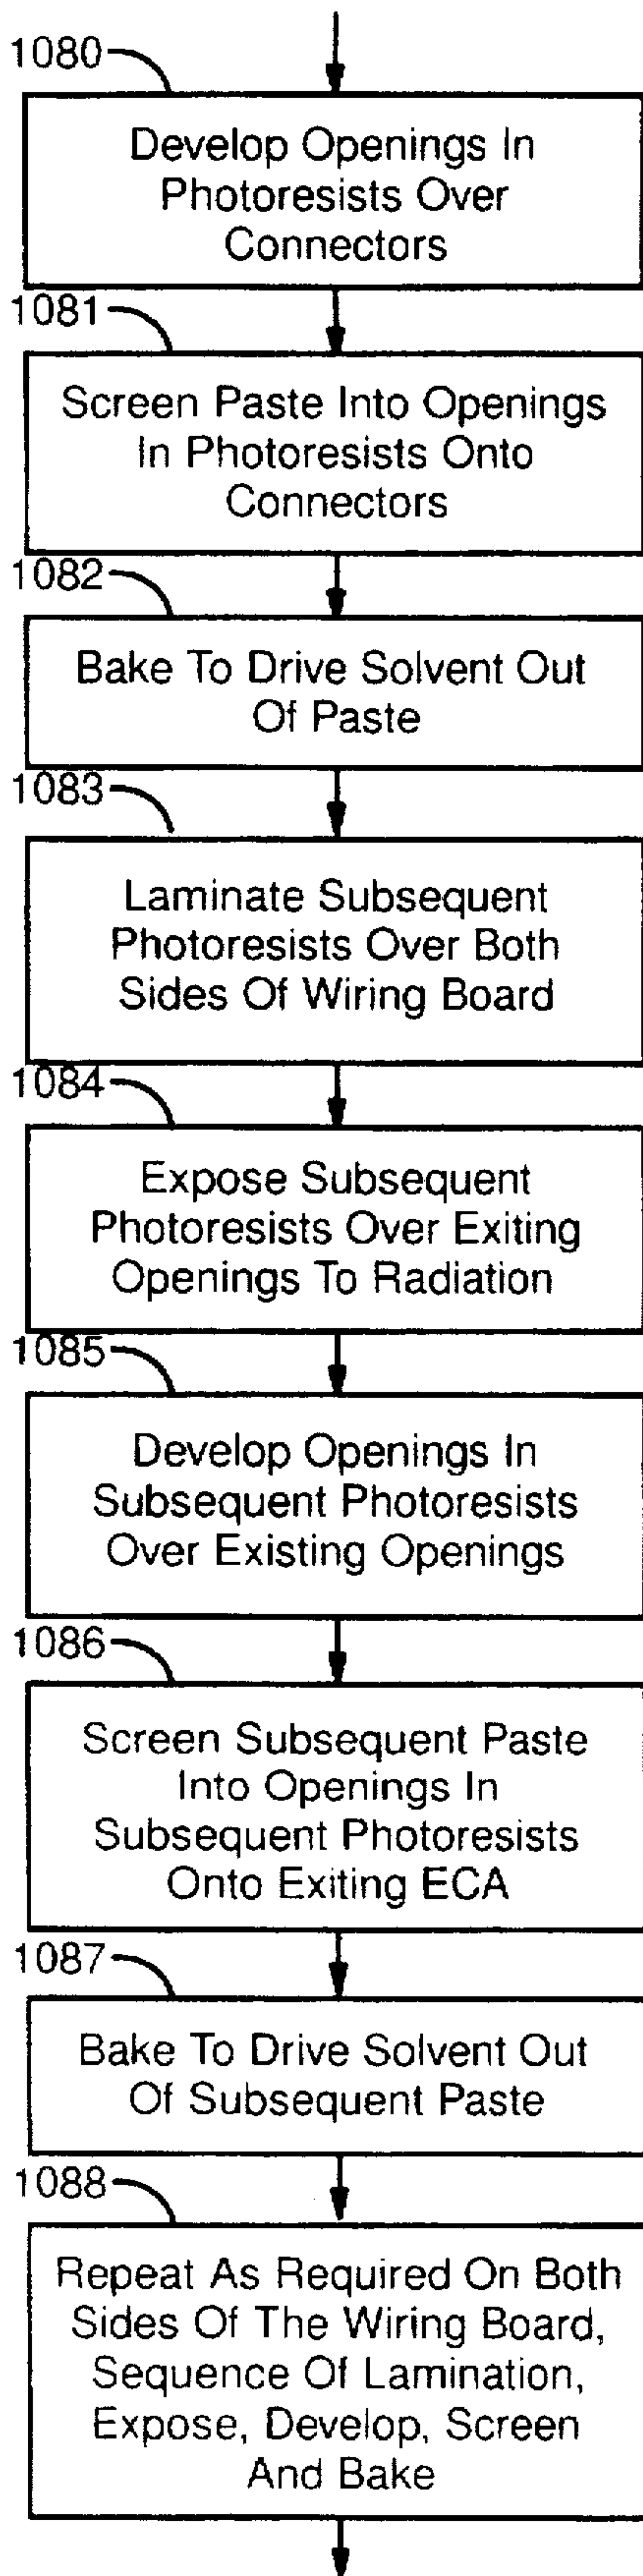 1080
Develop Openings In
Photoresists Over
Connectors
1081
Screen Paste Into Openings
In Photoresists Onto
Connectors
1082
Bake To Drive Solvent Out
Of Paste
1083
Laminate Subsequent
Photoresists Over Both
Sides Of Wiring Board
1084
Expose Subsequent
Photoresists Over Exiting
Openings To Radiation
1085
Develop Openings In
Subsequent Photoresists
Over Existing Openings
1086
Screen Subsequent Paste
Into Openings In
Subsequent Photoresists
Onto Exiting ECA
1087
Bake To Drive Solvent Out
Of Subsequent Paste
1088
Repeat As Required On Both
Sides Of The Wiring Board,
Sequence Of Lamination,
Expose, Develop, Screen
And Bake